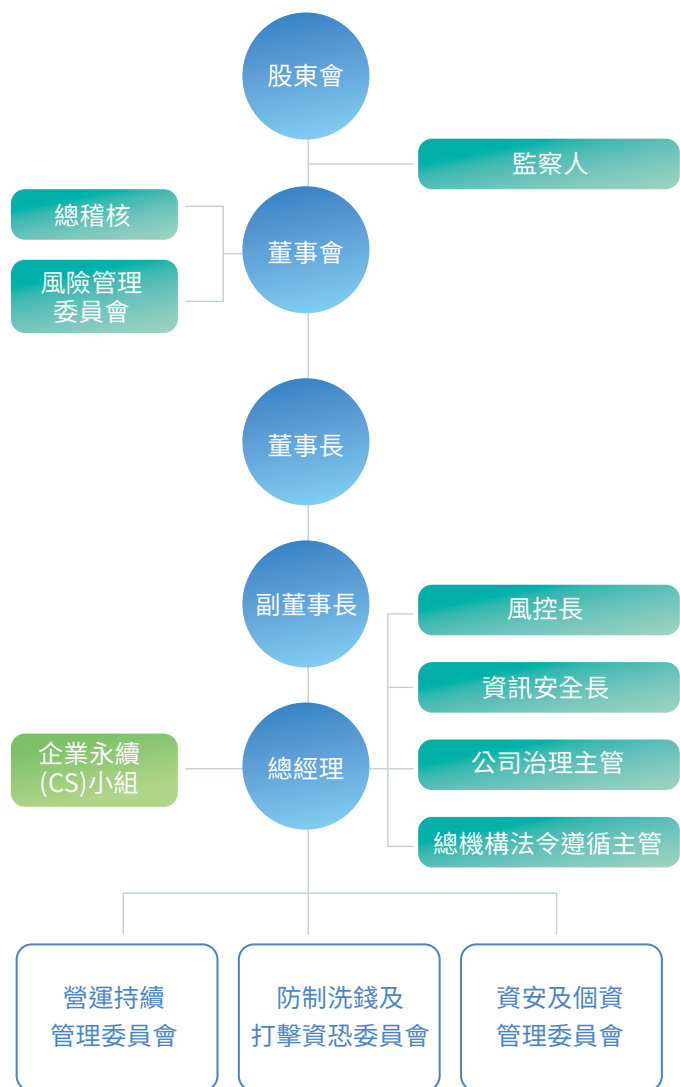 股東會
監察人
總稽核
董事會
風險管理
委員會
董事長
副董事長
風控長
資訊安全長
企業永續
(CS)小組
總經理
公司治理主管
總機構法令遵循主管
營運持續
管理委員會
防制洗錢及
打擊資恐委員會
資安及個資
管理委員會